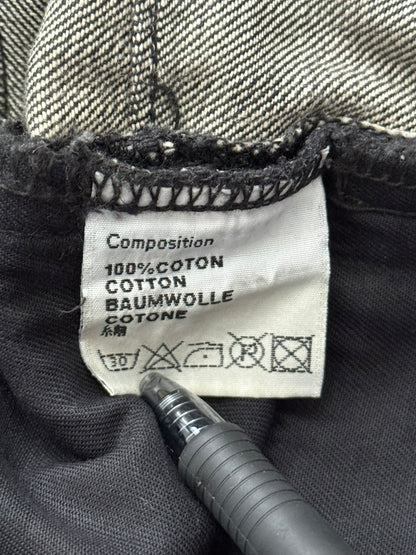 Composition
100%COTON
COTTON
BAUMWOLLE
COTONE
綿
30
P